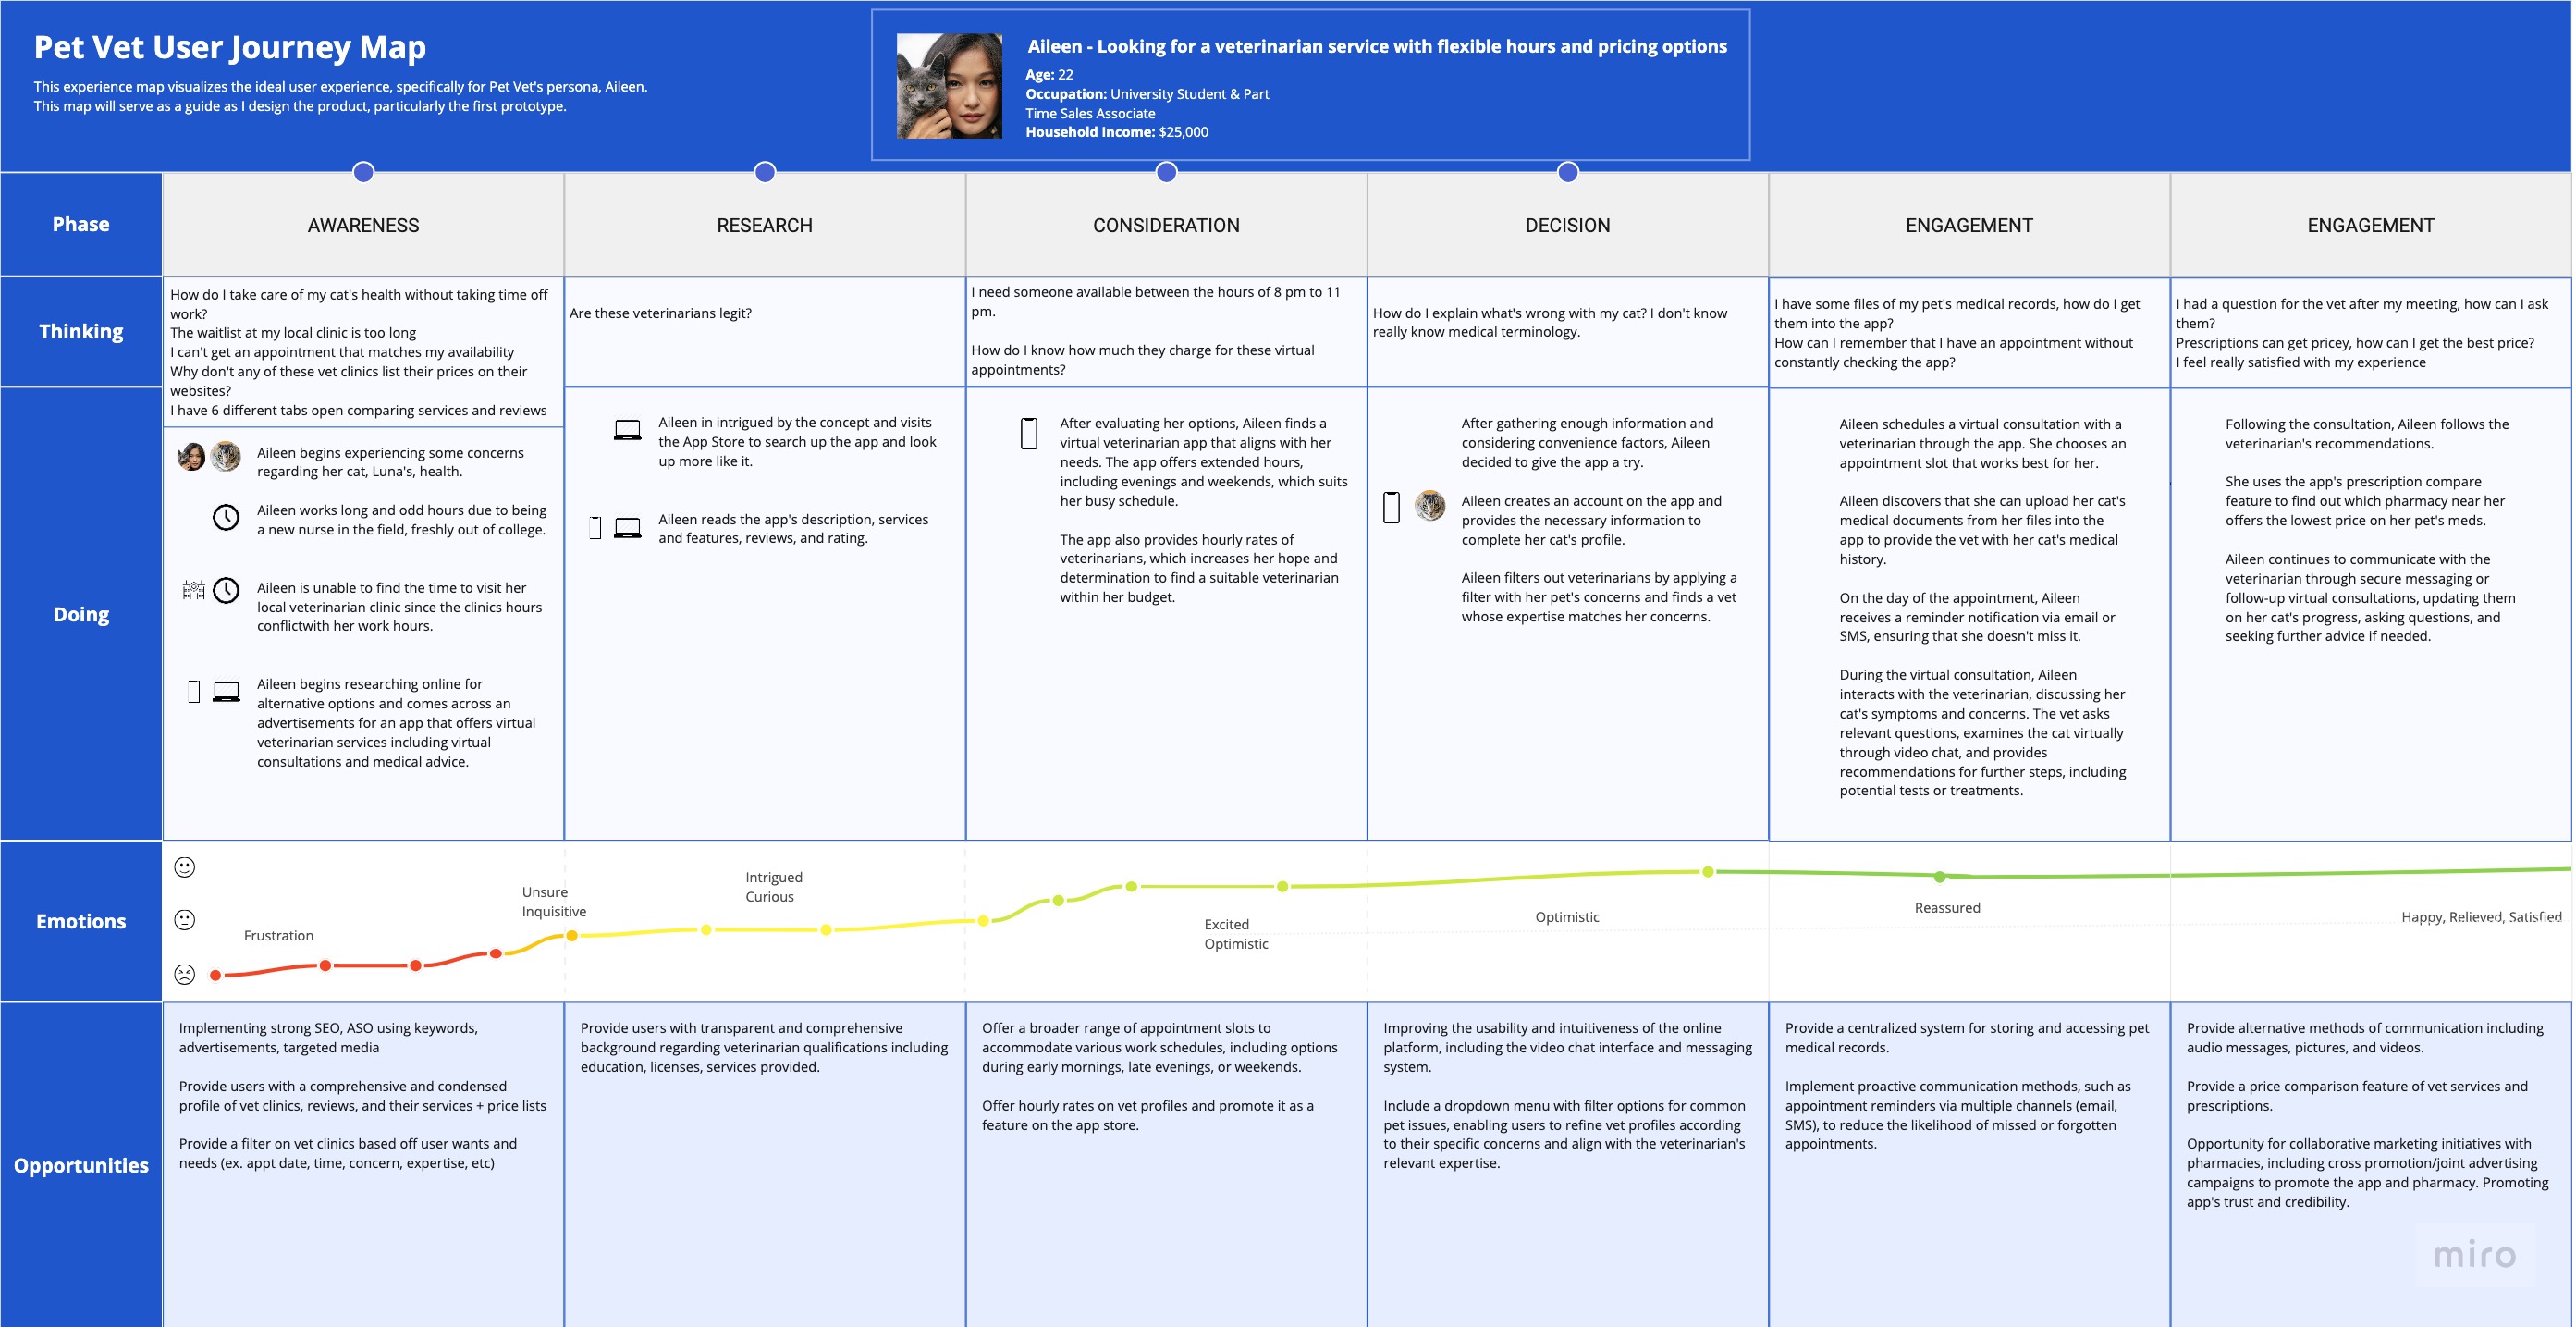 Pet Vet User Journey Map
This experience map visualizes the ideal user experience, specifically for Pet Vet's persona, Aileen.
This map will serve as a guide as I design the product, particularly the first prototype.
Aileen - Looking for a veterinarian service with flexible hours and pricing options
Age: 22
Occupation: University Student & Part
Time Sales Associate
Household Income: $25,000
Phase
AWARENESS
RESEARCH
CONSIDERATION
DECISION
ENGAGEMENT
ENGAGEMENT
Thinking
How do I take care of my cat's health without taking time off
work?
The waitlist at my local clinic is too long
I can't get an appointment that matches my availability
Why don't any of these vet clinics list their prices on their
websites?
I have 6 different tabs open comparing services and reviews
Are these veterinarians legit?
I need someone available between the hours of 8 pm to 11
pm.
How do I know how much they charge for these virtual
appointments?
How do I explain what's wrong with my cat? I don't know
really know medical terminology.
I have some files of my pet's medical records, how do I get
them into the app?
How can I remember that I have an appointment without
constantly checking the app?
I had a question for the vet after my meeting, how can I ask
them?
Prescriptions can get pricey, how can I get the best price?
I feel really satisfied with my experience
Doing
Aileen begins experiencing some concerns
regarding her cat, Luna's, health.
Aileen works long and odd hours due to being
a new nurse in the field, freshly out of college.
Aileen is unable to find the time to visit her
local veterinarian clinic since the clinics hours
conflictwith her work hours.
Aileen begins researching online for
alternative options and comes across an
advertisements for an app that offers virtual
veterinarian services including virtual
consultations and medical advice.
Aileen in intrigued by the concept and visits
the App Store to search up the app and look
up more like it.
Aileen reads the app's description, services
and features, reviews, and rating.
After evaluating her options, Aileen finds a
virtual veterinarian app that aligns with her
needs. The app offers extended hours,
including evenings and weekends, which suits
her busy schedule.
The app also provides hourly rates of
veterinarians, which increases her hope and
determination to find a suitable veterinarian
within her budget.
After gathering enough information and
considering convenience factors, Aileen
decided to give the app a try.
Aileen creates an account on the app and
provides the necessary information to
complete her cat's profile.
Aileen filters out veterinarians by applying a
filter with her pet's concerns and finds a vet
whose expertise matches her concerns.
Aileen schedules a virtual consultation with a
veterinarian through the app. She chooses an
appointment slot that works best for her.
Aileen discovers that she can upload her cat's
medical documents from her files into the
app to provide the vet with her cat's medical
history.
On the day of the appointment, Aileen
receives a reminder notification via email or
SMS, ensuring that she doesn't miss it.
During the virtual consultation, Aileen
interacts with the veterinarian, discussing her
cat's symptoms and concerns. The vet asks
relevant questions, examines the cat virtually
through video chat, and provides
recommendations for further steps, including
potential tests or treatments.
Following the consultation, Aileen follows the
veterinarian's recommendations.
She uses the app's prescription compare
feature to find out which pharmacy near her
offers the lowest price on her pet's meds.
Aileen continues to communicate with the
veterinarian through secure messaging or
follow-up virtual consultations, updating them
on her cat's progress, asking questions, and
seeking further advice if needed.
Emotions
Frustration
Unsure
Inquisitive
Intrigued
Curious
Excited
Optimistic
Optimistic
Reassured
Happy, Relieved, Satisfied
Opportunities
Implementing strong SEO, ASO using keywords,
advertisements, targeted media
Provide users with a comprehensive and condensed
profile of vet clinics, reviews, and their services + price lists
Provide a filter on vet clinics based off user wants and
needs (ex. appt date, time, concern, expertise, etc)
Provide users with transparent and comprehensive
background regarding veterinarian qualifications including
education, licenses, services provided.
Offer a broader range of appointment slots to
accommodate various work schedules, including options
during early mornings, late evenings, or weekends.
Offer hourly rates on vet profiles and promote it as a
feature on the app store.
Improving the usability and intuitiveness of the online
platform, including the video chat interface and messaging
system.
Include a dropdown menu with filter options for common
pet issues, enabling users to refine vet profiles according
to their specific concerns and align with the veterinarian's
relevant expertise.
Provide a centralized system for storing and accessing pet
medical records.
Implement proactive communication methods, such as
appointment reminders via multiple channels (email,
SMS), to reduce the likelihood of missed or forgotten
appointments.
Provide alternative methods of communication including
audio messages, pictures, and videos.
Provide a price comparison feature of vet services and
prescriptions.
Opportunity for collaborative marketing initiatives with
pharmacies, including cross promotion/joint advertising
campaigns to promote the app and pharmacy. Promoting
app's trust and credibility.
miro